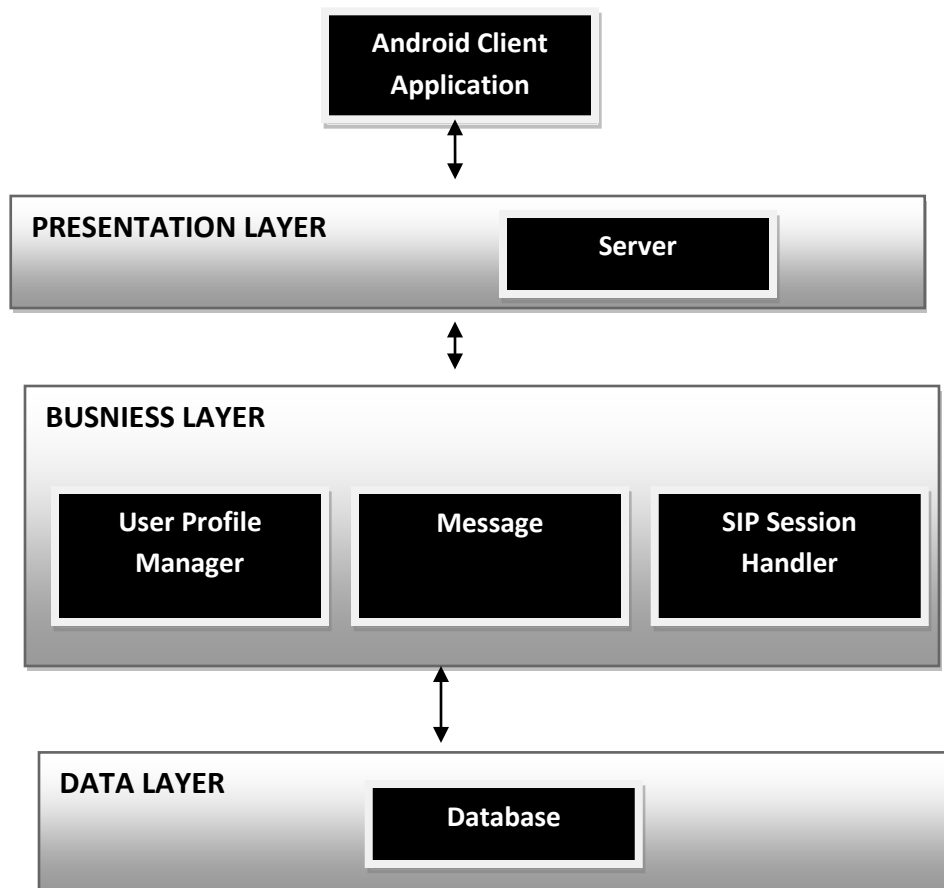 Android Client
Application
PRESENTATION LAYER
Server
BUSNIESS LAYER
User Profile
Manager
Message
SIP Session
Handler
DATA LAYER
Database